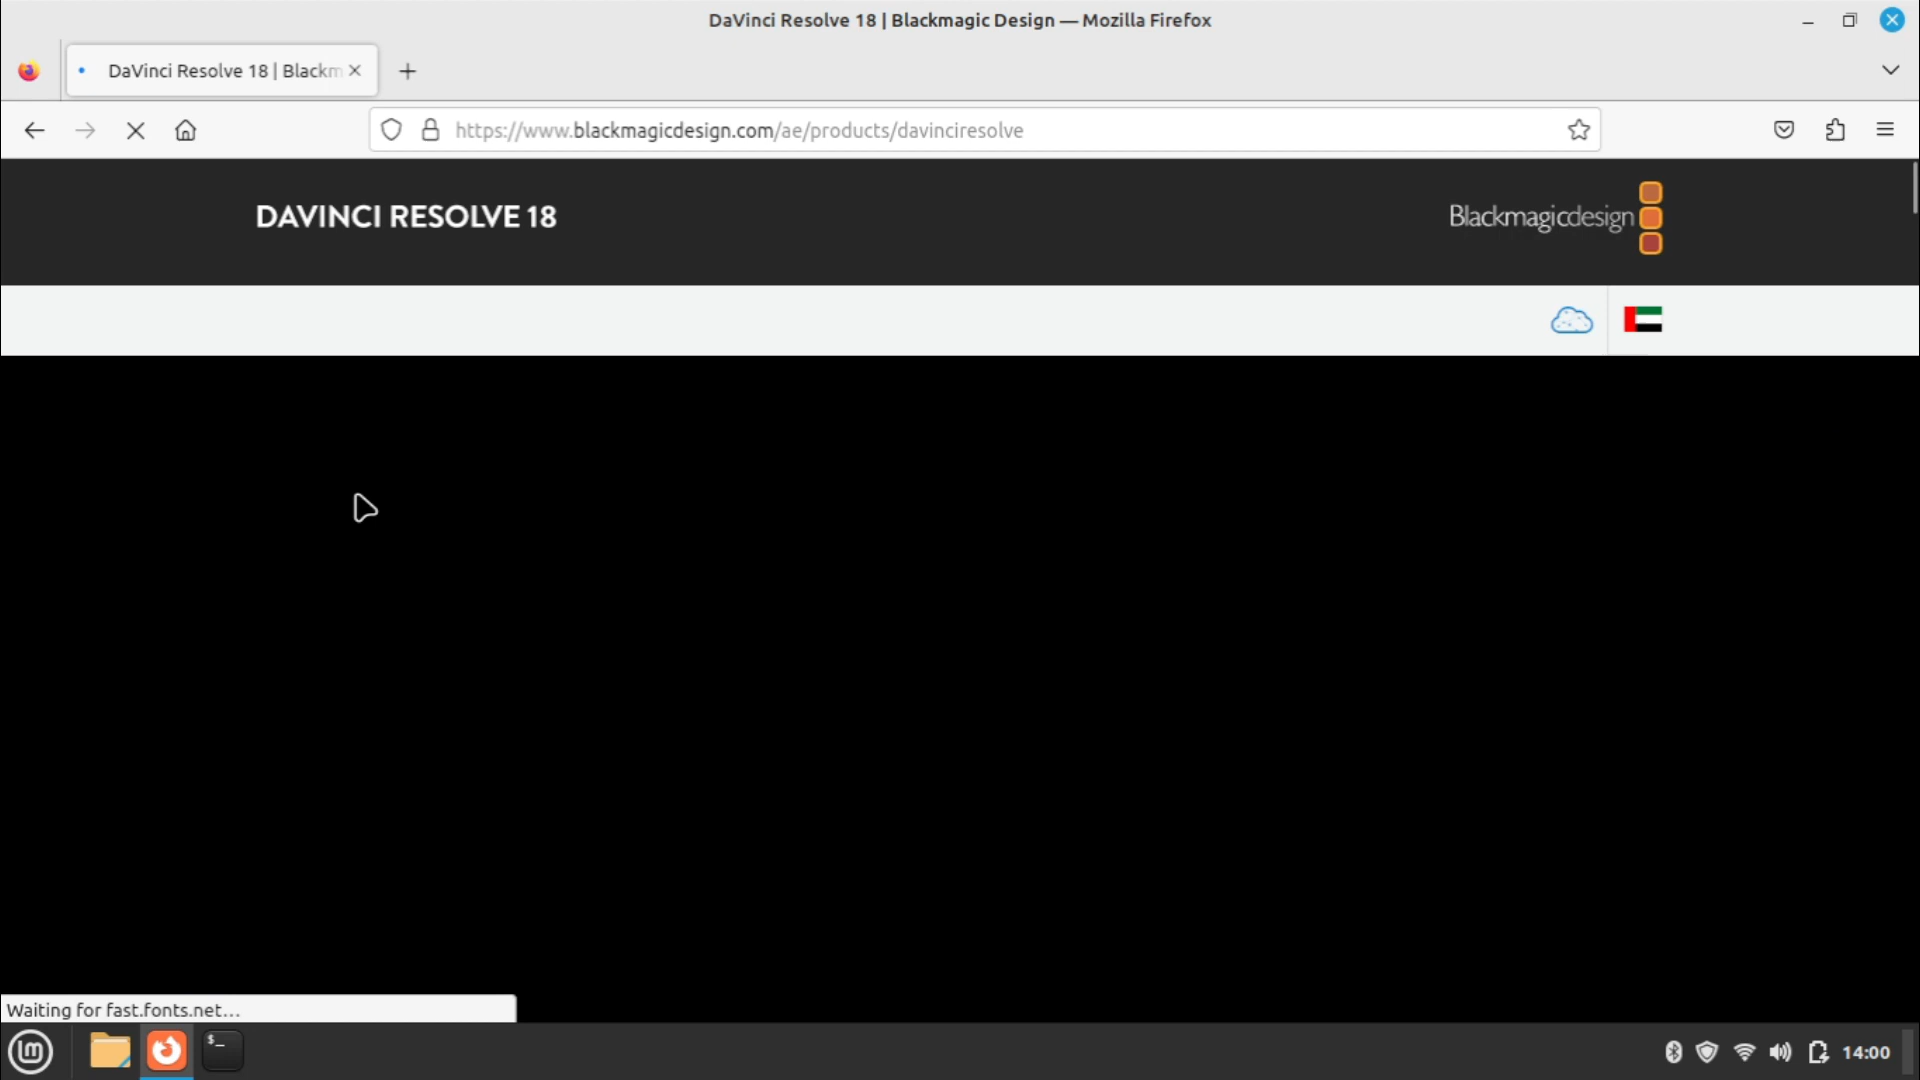 DaVinci Resolve 18 | Blackmagic Design — Mozilla Firefox
DaVinci Resolve 18 | Blackm
https://www.blackmagicdesign.com/ae/products/davinciresolve
DAVINCI RESOLVE 18
Blackmagicdesign
Waiting for fast.fonts.net…
lm
$_
14:00